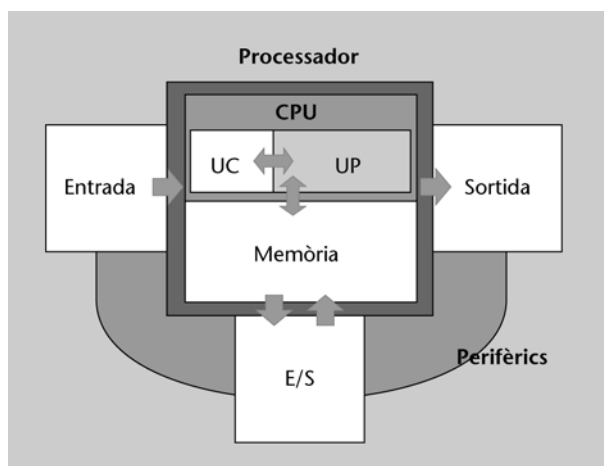 Processador
CPU
UC
UP
Entrada
Sortida
Memòria
E/S
Perifèrics